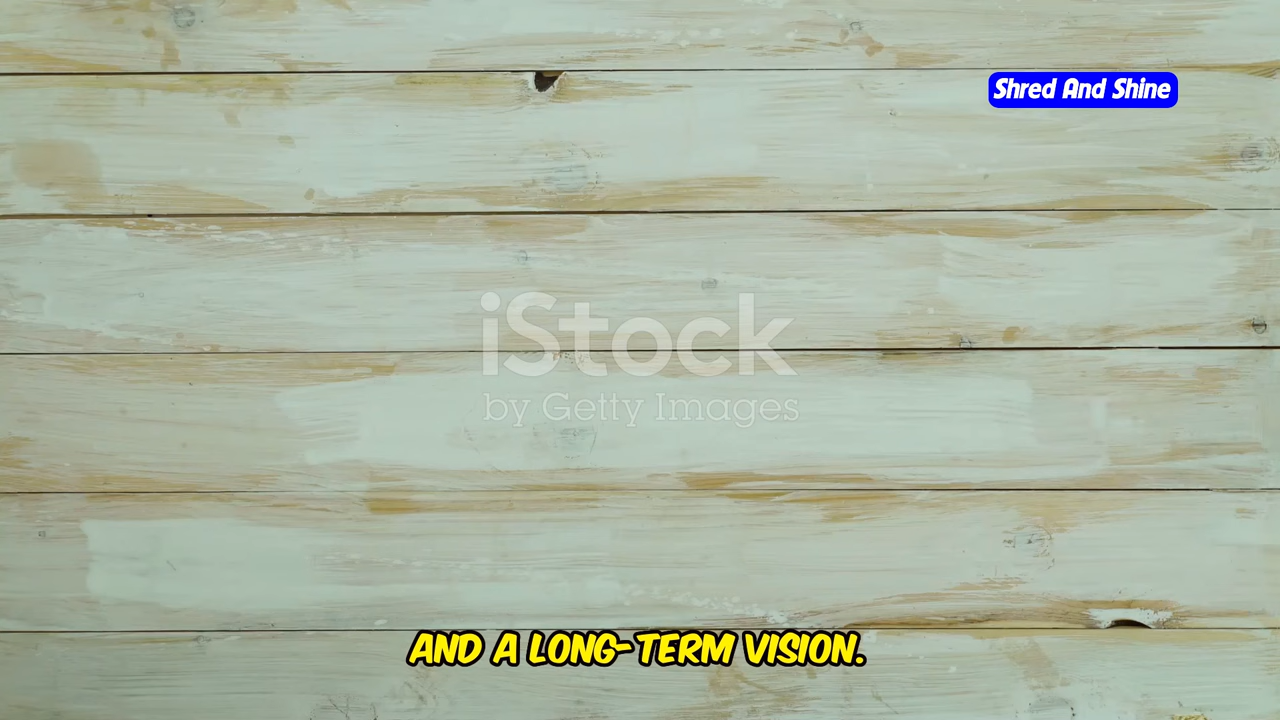 Shred And Shine
iStock
by Getty Images
AND A LONG-TERM VISION.